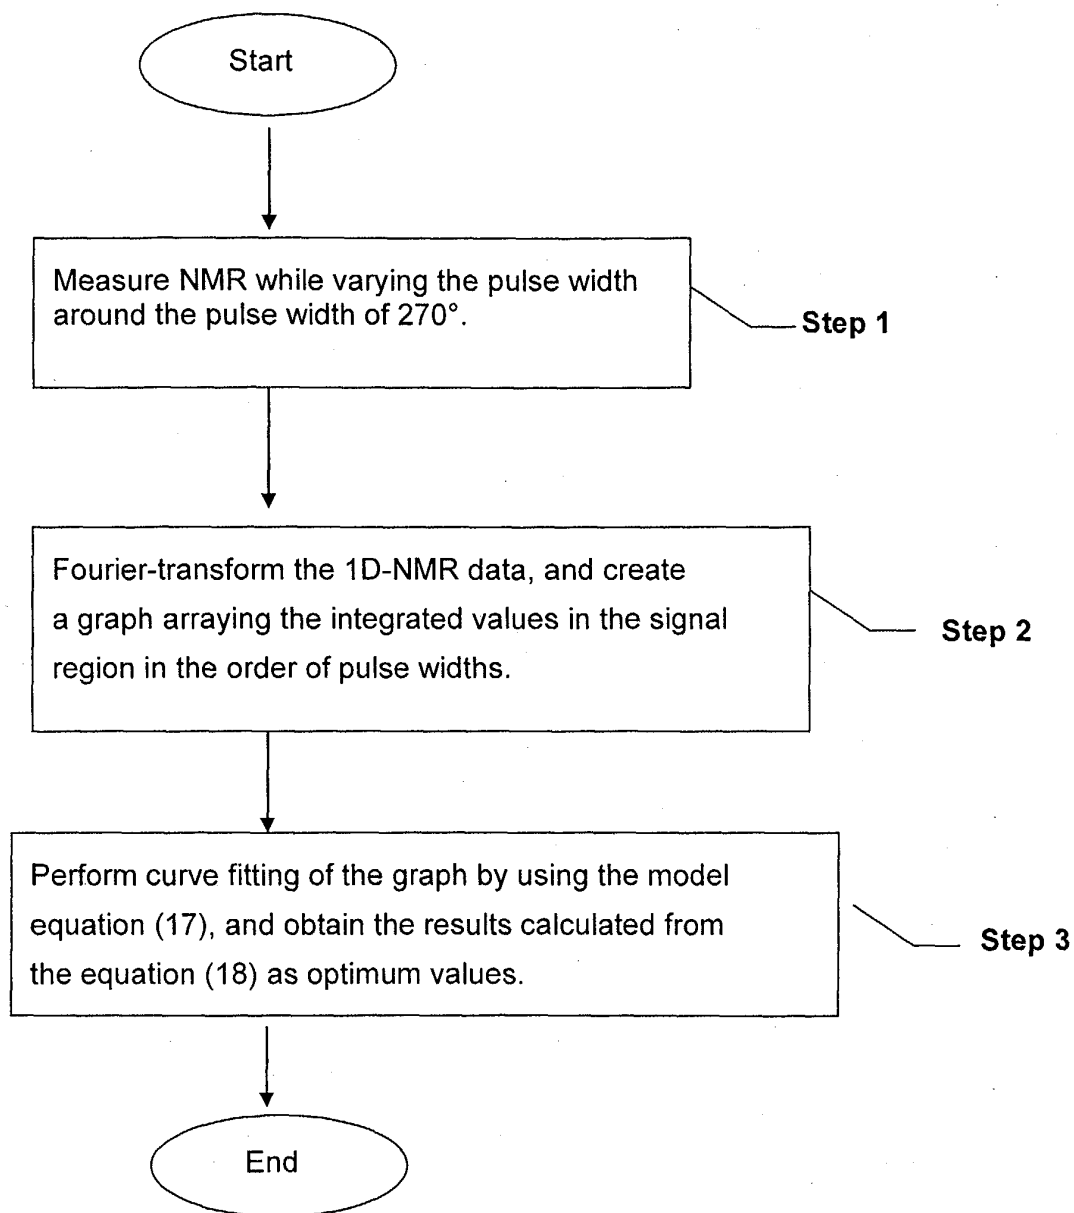 Start
Measure NMR while varying the pulse width
around the pulse width of 270°.
Step 1
Fourier-transform the 1D-NMR data, and create
a graph arraying the integrated values in the signal
region in the order of pulse widths.
Step 2
Perform curve fitting of the graph by using the model
equation (17), and obtain the results calculated from
the equation (18) as optimum values.
Step 3
End